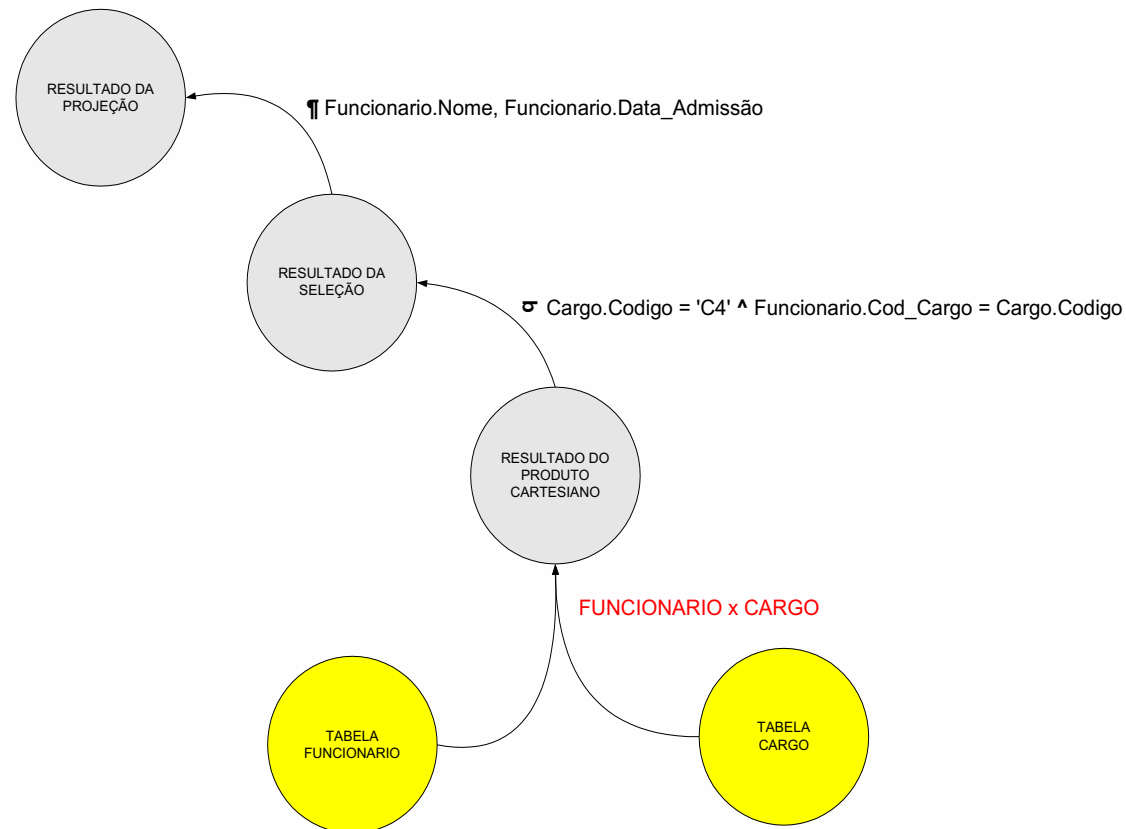 RESULTADO DA
PROJEÇÃO
¶ Funcionario.Nome, Funcionario.Data_Admissão
RESULTADO DA
SELEÇÃO
σ Cargo.Codigo = 'C4' ^ Funcionario.Cod_Cargo = Cargo.Codigo
RESULTADO DO
PRODUTO
CARTESIANO
FUNCIONARIO x CARGO
TABELA
FUNCIONARIO
TABELA
CARGO